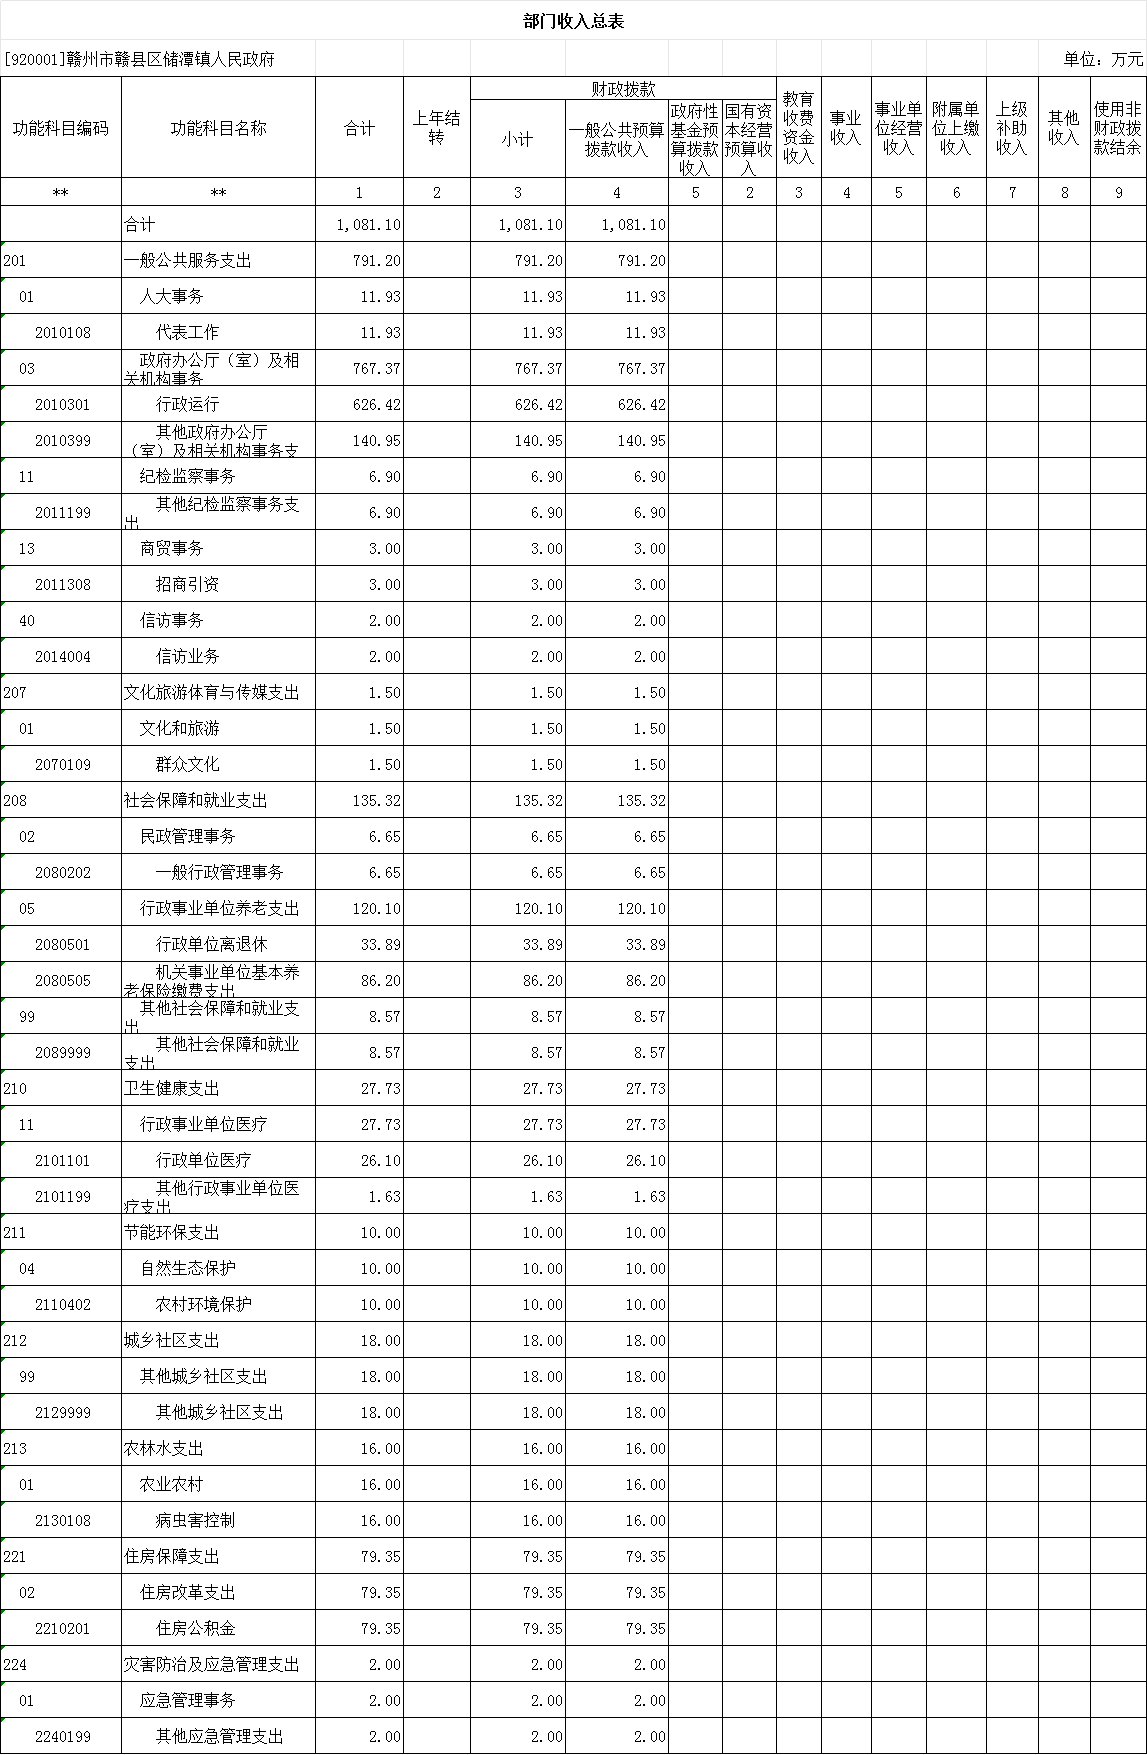 部门收入总表
[920001]赣州市赣县区储潭镇人民政府 单位：万元
功能科目编码 功能科目名称 合计 上年结转 财政拨款 教育收费资金收入 事业收入 事业单位经营收入 附属单位上缴收入 上级补助收入 其他收入 使用非财政拨款结余
小计 一般公共预算拨款收入 政府性基金预算拨款收入 国有资本经营预算收入
** ** 1 2 3 4 5 2 3 4 5 6 7 8 9
合计 1,081.10 1,081.10 1,081.10
201 一般公共服务支出 791.20 791.20 791.20
01 人大事务 11.93 11.93 11.93
2010108 代表工作 11.93 11.93 11.93
03 政府办公厅（室）及相关机构事务 767.37 767.37 767.37
2010301 行政运行 626.42 626.42 626.42
2010399 其他政府办公厅（室）及相关机构事务支 140.95 140.95 140.95
11 纪检监察事务 6.90 6.90 6.90
2011199 其他纪检监察事务支出 6.90 6.90 6.90
13 商贸事务 3.00 3.00 3.00
2011308 招商引资 3.00 3.00 3.00
40 信访事务 2.00 2.00 2.00
2014004 信访业务 2.00 2.00 2.00
207 文化旅游体育与传媒支出 1.50 1.50 1.50
01 文化和旅游 1.50 1.50 1.50
2070109 群众文化 1.50 1.50 1.50
208 社会保障和就业支出 135.32 135.32 135.32
02 民政管理事务 6.65 6.65 6.65
2080202 一般行政管理事务 6.65 6.65 6.65
05 行政事业单位养老支出 120.10 120.10 120.10
2080501 行政单位离退休 33.89 33.89 33.89
2080505 机关事业单位基本养老保险缴费支出 86.20 86.20 86.20
99 其他社会保障和就业支出 8.57 8.57 8.57
2089999 其他社会保障和就业支出 8.57 8.57 8.57
210 卫生健康支出 27.73 27.73 27.73
11 行政事业单位医疗 27.73 27.73 27.73
2101101 行政单位医疗 26.10 26.10 26.10
2101199 其他行政事业单位医疗支出 1.63 1.63 1.63
211 节能环保支出 10.00 10.00 10.00
04 自然生态保护 10.00 10.00 10.00
2110402 农村环境保护 10.00 10.00 10.00
212 城乡社区支出 18.00 18.00 18.00
99 其他城乡社区支出 18.00 18.00 18.00
2129999 其他城乡社区支出 18.00 18.00 18.00
213 农林水支出 16.00 16.00 16.00
01 农业农村 16.00 16.00 16.00
2130108 病虫害控制 16.00 16.00 16.00
221 住房保障支出 79.35 79.35 79.35
02 住房改革支出 79.35 79.35 79.35
2210201 住房公积金 79.35 79.35 79.35
224 灾害防治及应急管理支出 2.00 2.00 2.00
01 应急管理事务 2.00 2.00 2.00
2240199 其他应急管理支出 2.00 2.00 2.00